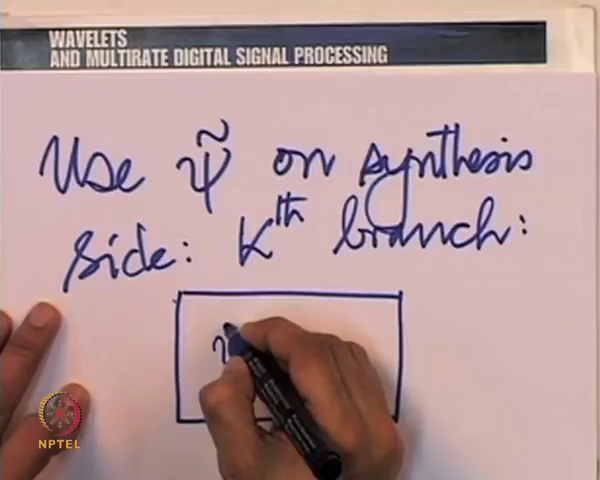 WAVELETS
AND MULTIRATE DIGITAL SIGNAL PROCESSING
Use ψ̃ on synthesis
side: Kth branch:
NPTEL